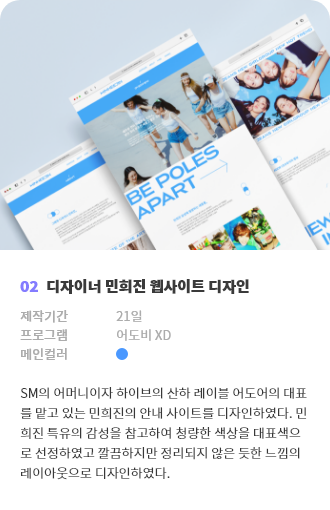 BE POLES
APART
02 디자이너 민희진 웹사이트 디자인
제작기간 21일
프로그램 어도비 XD
메인컬러
SM의 어머니이자 하이브의 산하 레이블 어도어의 대표
를 맡고 있는 민희진의 안내 사이트를 디자인하였다. 민
희진 특유의 감성을 참고하여 청량한 색상을 대표색으
로 선정하였고 깔끔하지만 정리되지 않은 듯한 느낌의
레이아웃으로 디자인하였다.